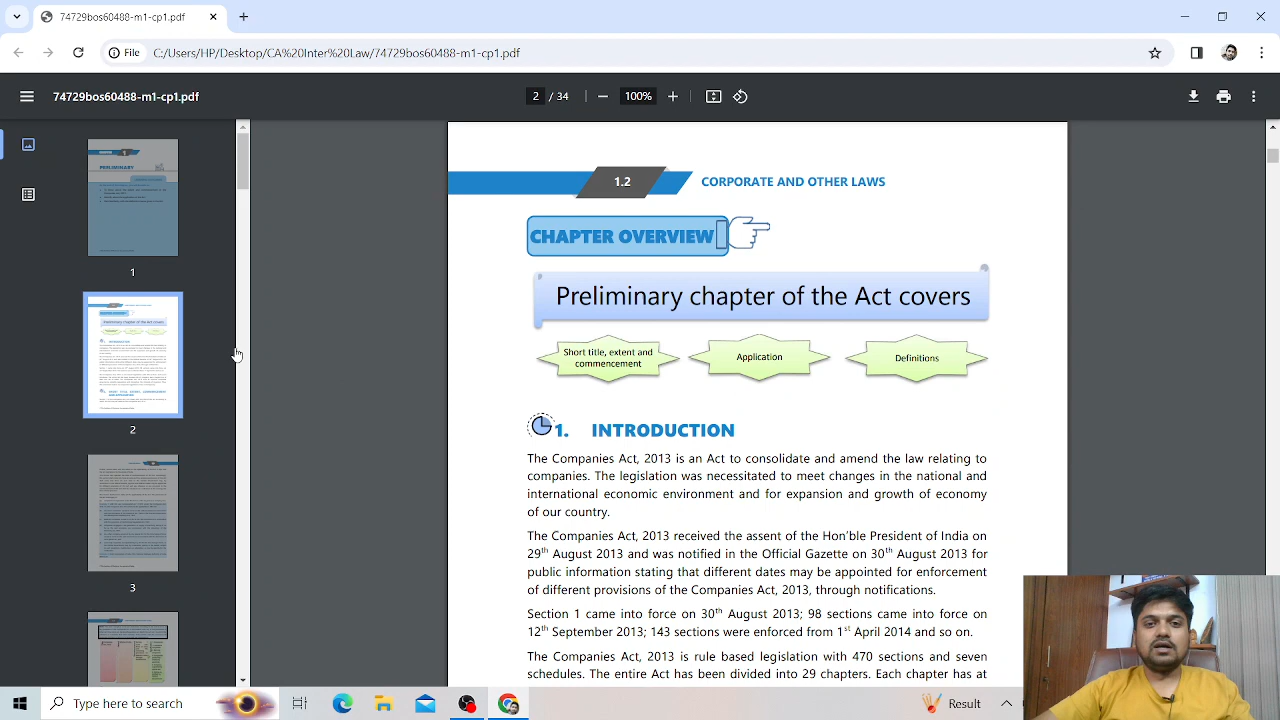 74729bos60488-m1-cp1.pdf
File C:/Users/HP/Desktop/CA%20Inter%20Law/74729bos60488-m1-cp1.pdf
74729bos60488-m1-cp1.pdf
2 / 34
100%
1
2
3
1.2 CORPORATE AND OTHER LAWS
CHAPTER OVERVIEW
Preliminary chapter of the Act covers
Short title, extent and commencement
Application
Definitions
1. INTRODUCTION
The Companies Act, 2013 is an Act to consolidate and amend the law relating to
companies. The legislation was necessitated to meet changes in the national and
international economic environment and for expansion and growth of economy
of our country.
The Companies Act, 2013 received the assent of Honourable President of India on
29th August 2013 and was notified in the Official Gazette on 30th August 2013 for
public information stating that different dates may be appointed for enforcement
of different provisions of the Companies Act, 2013, through notifications.
Section 1 came into force on 30th August 2013; 98 sections came into force on
12th September 2013; 143 sections were enforced from 1st April 2014 and so on.
The Companies Act, 2013 is rule based legislation with 470 sections and seven
schedules. The entire Act has been divided into 29 chapters. Each chapter has at
Type here to search
Result